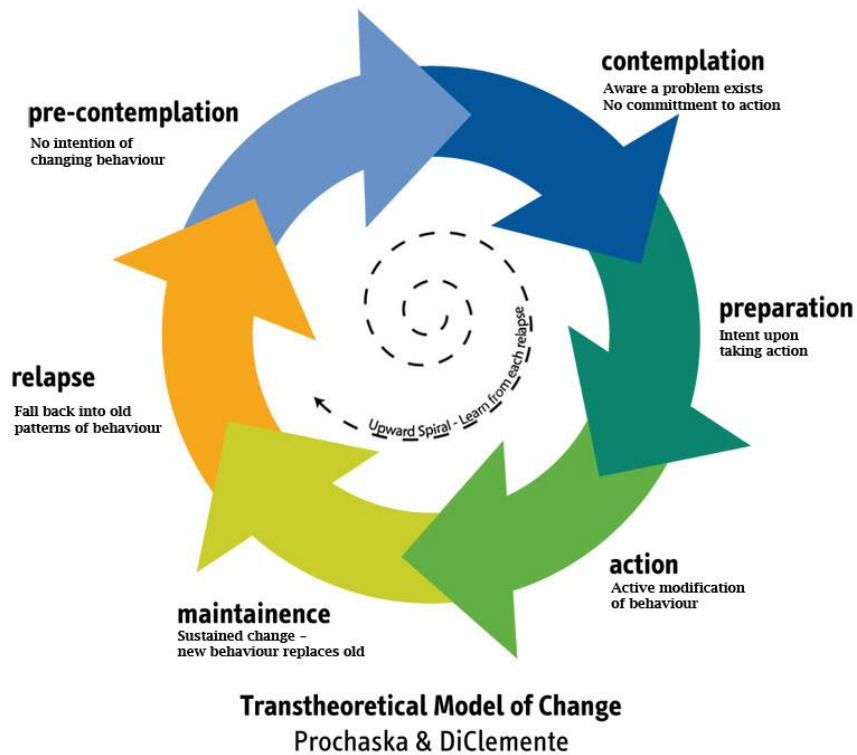 pre-contemplation
No intention of
changing behaviour
contemplation
Aware a problem exists
No committment to action
preparation
Intent upon
taking action
action
Active modification
of behaviour
maintainence
Sustained change –
new behaviour replaces old
relapse
Fall back into old
patterns of behaviour
Upward Spiral - Learn from each relapse
Transtheoretical Model of Change
Prochaska & DiClemente